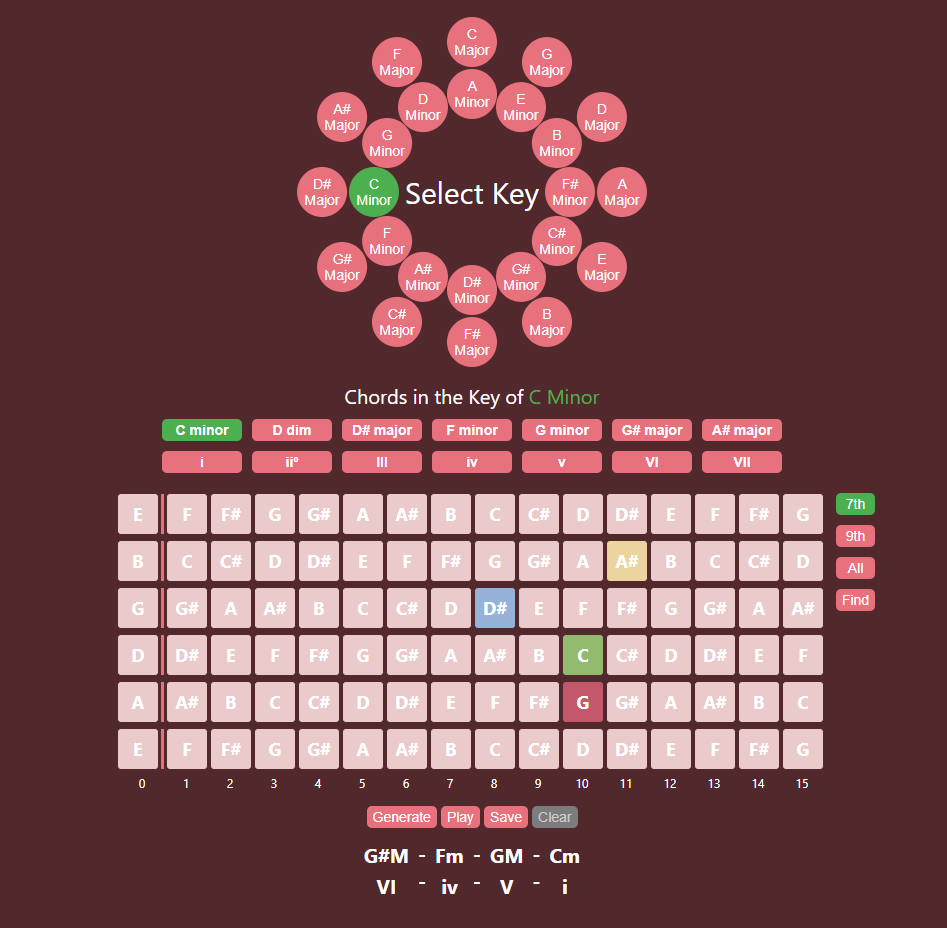 C Major
F Major
G Major
A Minor
D Minor
E Minor
A# Major
D Major
G Minor
B Minor
D# Major
C Minor
Select Key
F# Minor
A Major
F Minor
C# Minor
G# Major
E Major
A# Minor
G# Minor
D# Minor
C# Major
B Major
F# Major
Chords in the Key of C Minor
C minor D dim D# major F minor G minor G# major A# major
i iiº III iv v VI VII
E F F# G G# A A# B C C# D D# E F F# G 7th
B C C# D D# E F F# G G# A A# B C C# D 9th
All
G G# A A# B C C# D D# E F F# G G# A A# Find
D D# E F F# G G# A A# B C C# D D# E F
A A# B C C# D D# E F F# G G# A A# B C
E F F# G G# A A# B C C# D D# E F F# G
0 1 2 3 4 5 6 7 8 9 10 11 12 13 14 15
Generate Play Save Clear
G#M - Fm - GM - Cm
VI - iv - V - i